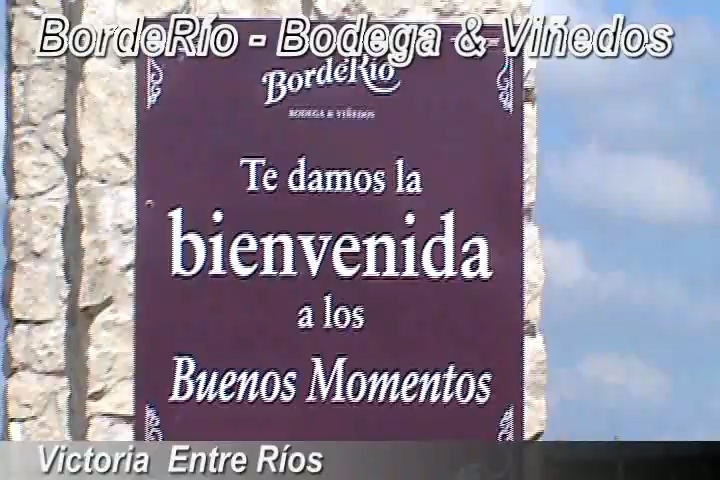 BordeRío - Bodega & Viñedos
BordeRío
BODEGA & VIÑEDOS
Te damos la
bienvenida
a los
Buenos Momentos
Victoria Entre Ríos